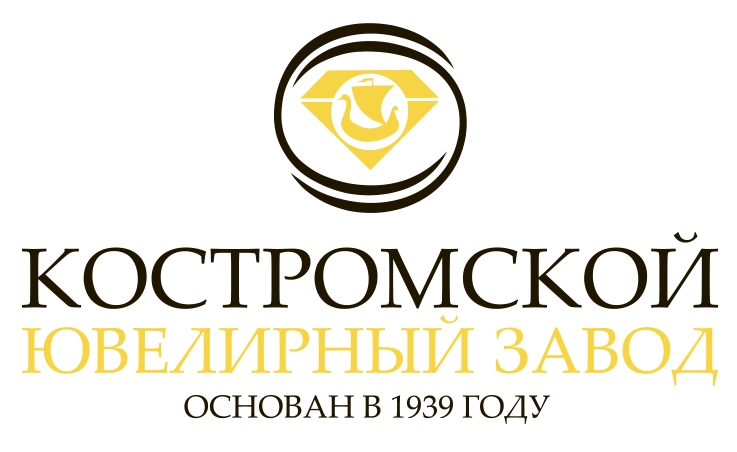 КОСТРОМСКОЙ
ЮВЕЛИРНЫЙ ЗАВОД
ОСНОВАН В 1939 ГОДУ